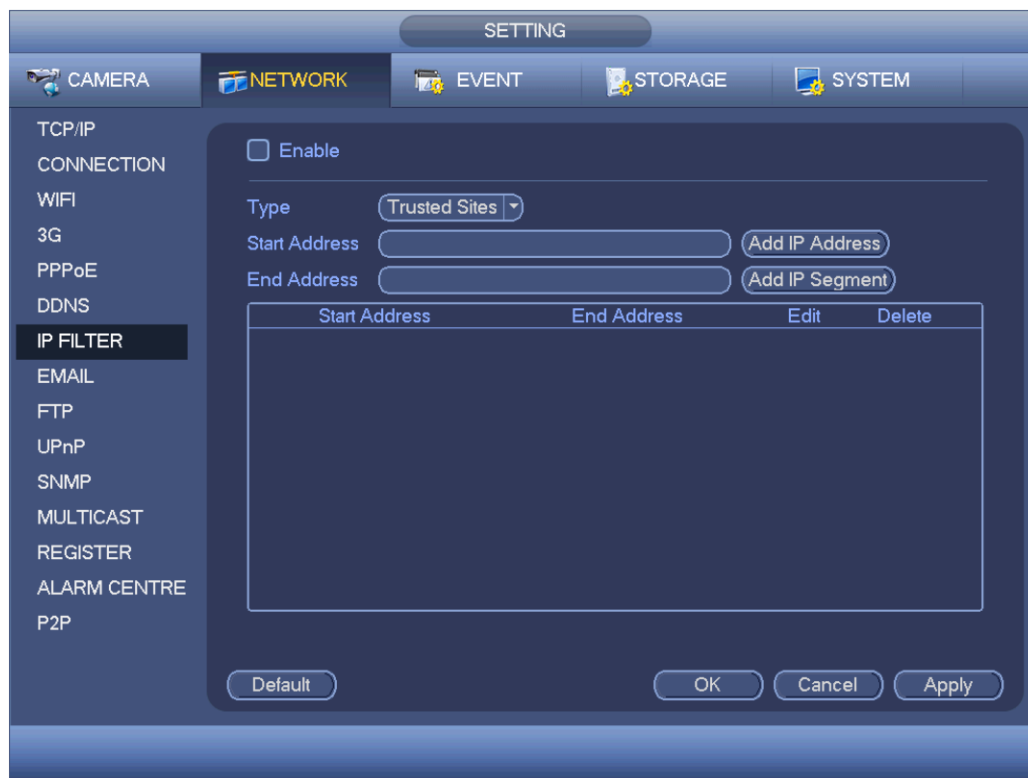 SETTING
CAMERA NETWORK EVENT STORAGE SYSTEM
TCP/IP
CONNECTION
WIFI
3G
PPPoE
DDNS
IP FILTER
EMAIL
FTP
UPnP
SNMP
MULTICAST
REGISTER
ALARM CENTRE
P2P
Enable
Type Trusted Sites
Start Address Add IP Address
End Address Add IP Segment
Start Address End Address Edit Delete
Default OK Cancel Apply